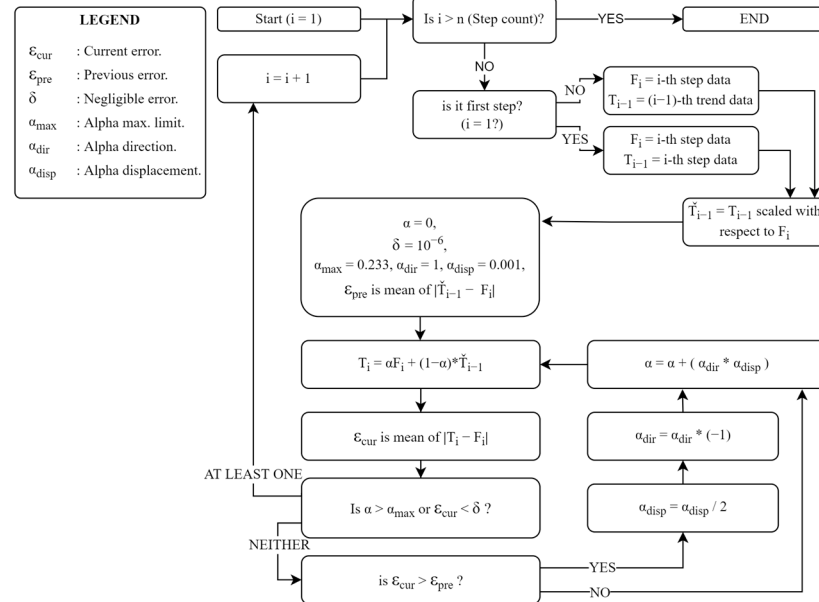 LEGEND
εcur : Current error.
εpre : Previous error.
δ : Negligible error.
αmax : Alpha max. limit.
αdir : Alpha direction.
αdisp : Alpha displacement.
Start (i = 1)
i = i + 1
Is i > n (Step count)?
YES
END
NO
is it first step?
(i = 1?)
NO
Fi = i-th step data
Ti−1 = (i−1)-th trend data
YES
Fi = i-th step data
Ti−1 = i-th step data
Ťi−1 = Ti−1 scaled with
respect to Fi
α = 0,
δ = 10−6,
αmax = 0.233, αdir = 1, αdisp = 0.001,
εpre is mean of |Ťi−1 − Fi|
Ti = αFi + (1−α)*Ťi−1
α = α + ( αdir * αdisp )
εcur is mean of |Ti − Fi|
αdir = αdir * (−1)
AT LEAST ONE
Is α > αmax or εcur < δ ?
αdisp = αdisp / 2
NEITHER
is εcur > εpre ?
YES
NO